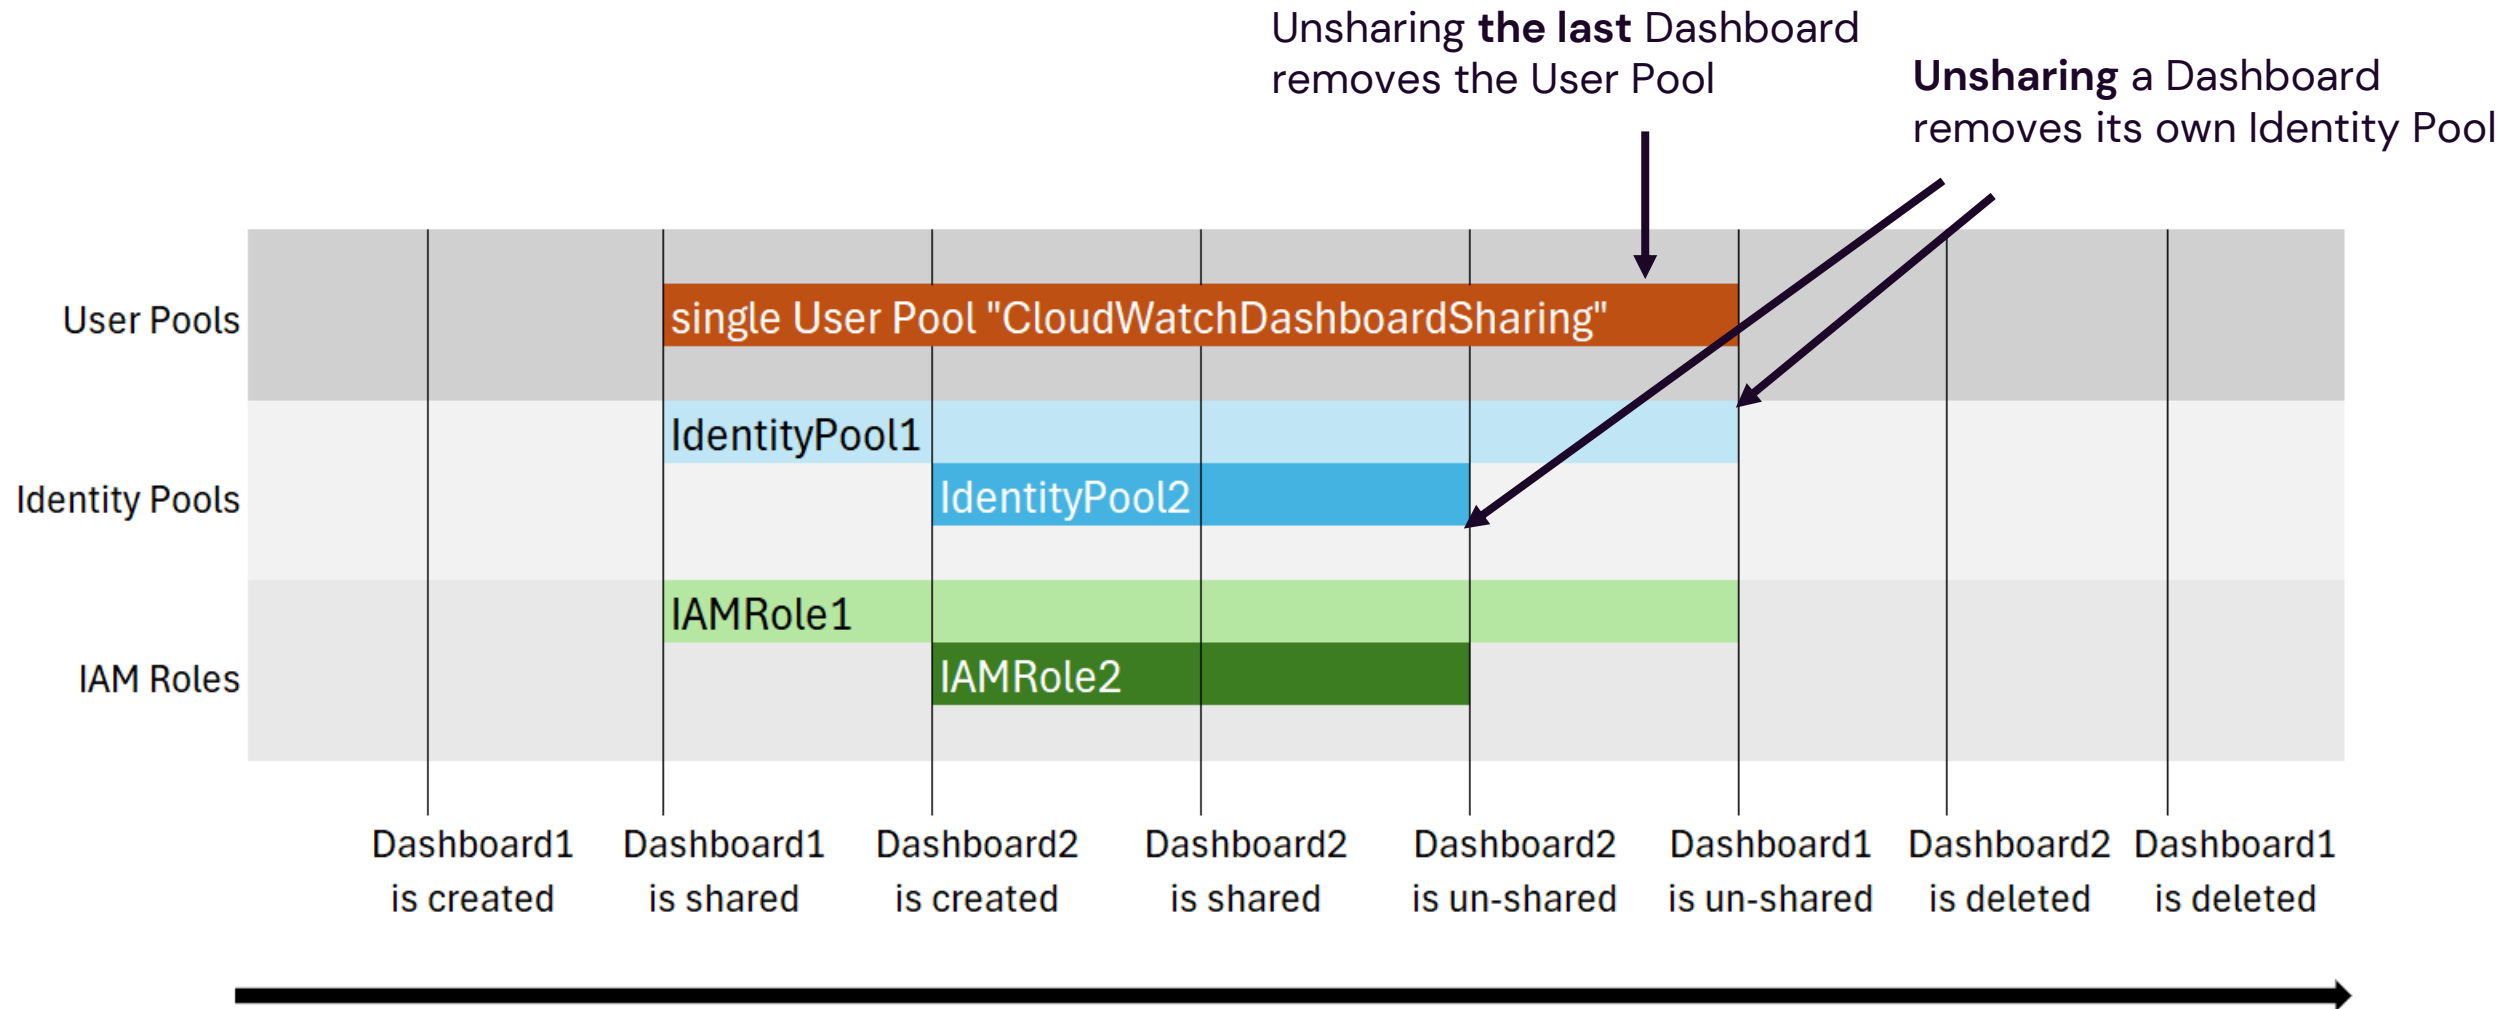 Unsharing the last Dashboard
removes the User Pool
Unsharing a Dashboard
removes its own Identity Pool
User Pools
single User Pool "CloudWatchDashboardSharing"
IdentityPool1
Identity Pools
IdentityPool2
IAMRole1
IAM Roles
IAMRole2
Dashboard1
is created
Dashboard1
is shared
Dashboard2
is created
Dashboard2
is shared
Dashboard2
is un-shared
Dashboard1
is un-shared
Dashboard2
is deleted
Dashboard1
is deleted